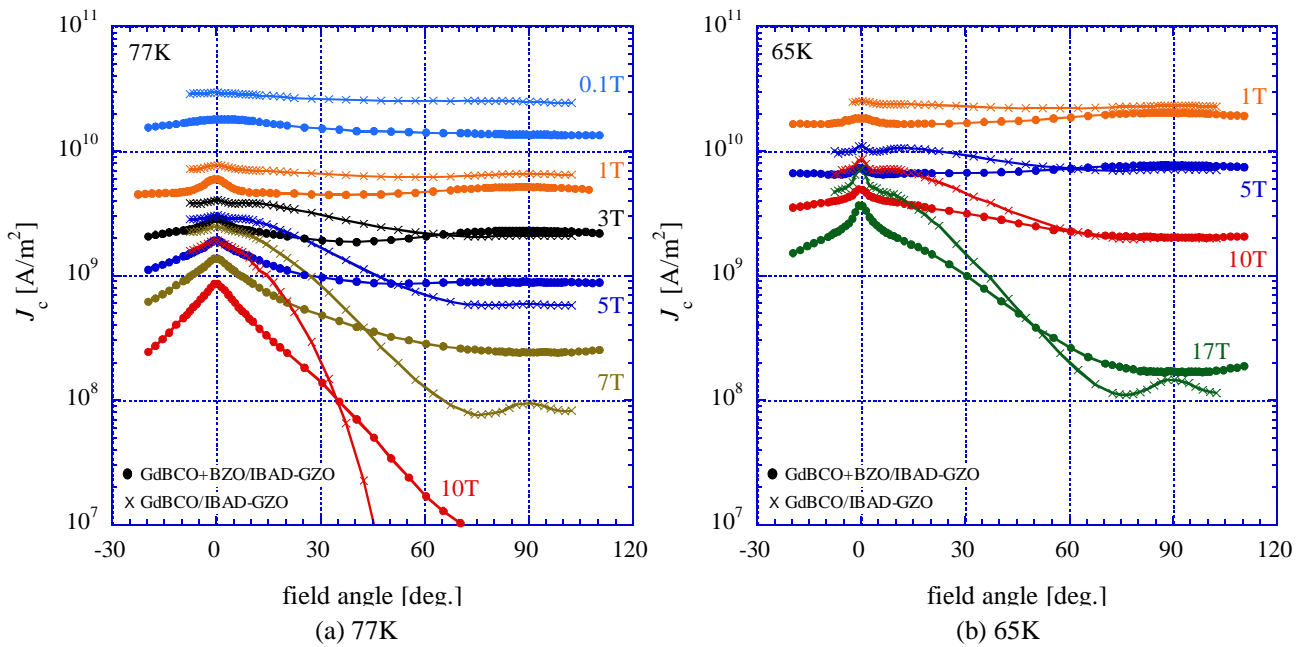 10^11
10^10
10^9
10^8
10^7
J_c [A/m^2]
77K
0.1T
1T
3T
5T
7T
10T
● GdBCO+BZO/IBAD-GZO
× GdBCO/IBAD-GZO
-30 0 30 60 90 120
field angle [deg.]
(a) 77K
10^11
10^10
10^9
10^8
10^7
J_c [A/m^2]
65K
1T
5T
10T
17T
● GdBCO+BZO/IBAD-GZO
× GdBCO/IBAD-GZO
-30 0 30 60 90 120
field angle [deg.]
(b) 65K